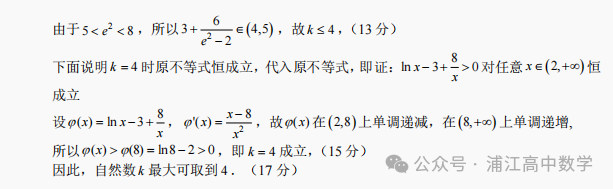 由于 5 < e² < 8，所以 3 + 6/(e² − 2) ∈ (4,5)，故 k ≤ 4，（13 分）
下面说明 k = 4 时原不等式恒成立，代入原不等式，即证：ln x − 3 + 8/x > 0 对任意 x ∈ (2,+∞) 恒
成立
设 φ(x) = ln x − 3 + 8/x，φ'(x) = (x − 8)/x²，故 φ(x) 在 (2,8) 上单调递减，在 (8,+∞) 上单调递增，
所以 φ(x) > φ(8) = ln 8 − 2 > 0，即 k = 4 成立，（15 分）
因此，自然数 k 最大可取到 4．（17 分）
公众号 · 浦江高中数学